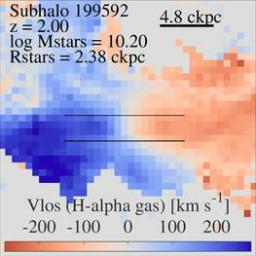 Subhalo 199592
z = 2.00
log Mstars = 10.20
Rstars = 2.38 ckpc
4.8 ckpc
Vlos (H-alpha gas) [km s⁻¹]
-200 -100 0 100 200